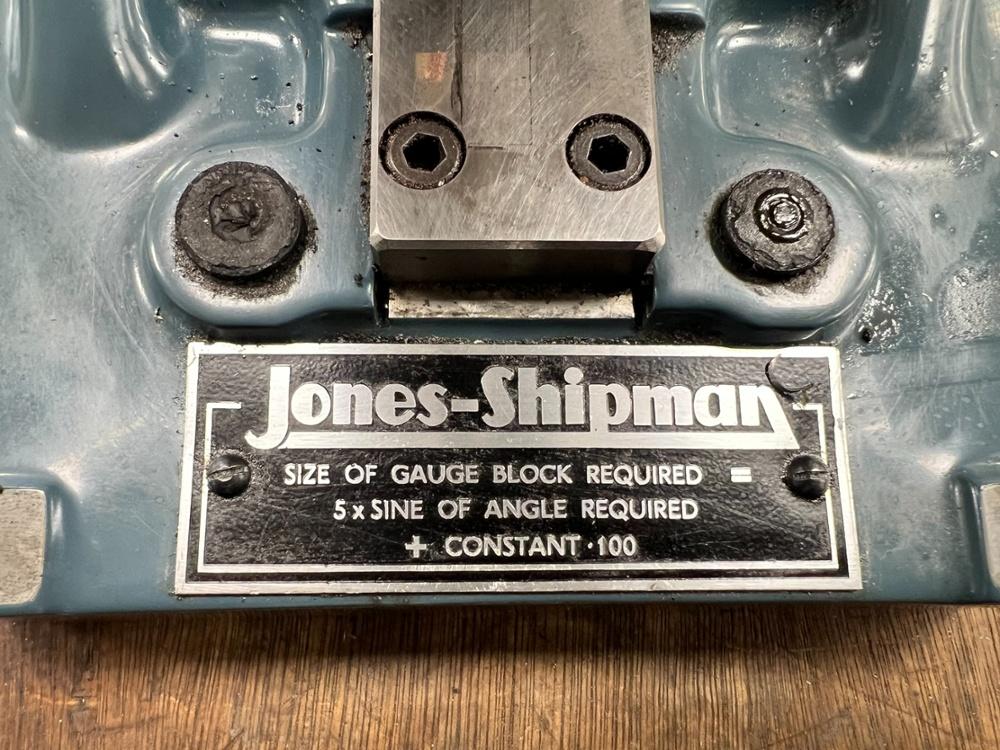 Jones-Shipman
SIZE OF GAUGE BLOCK REQUIRED =
5 x SINE OF ANGLE REQUIRED
+ CONSTANT ·100